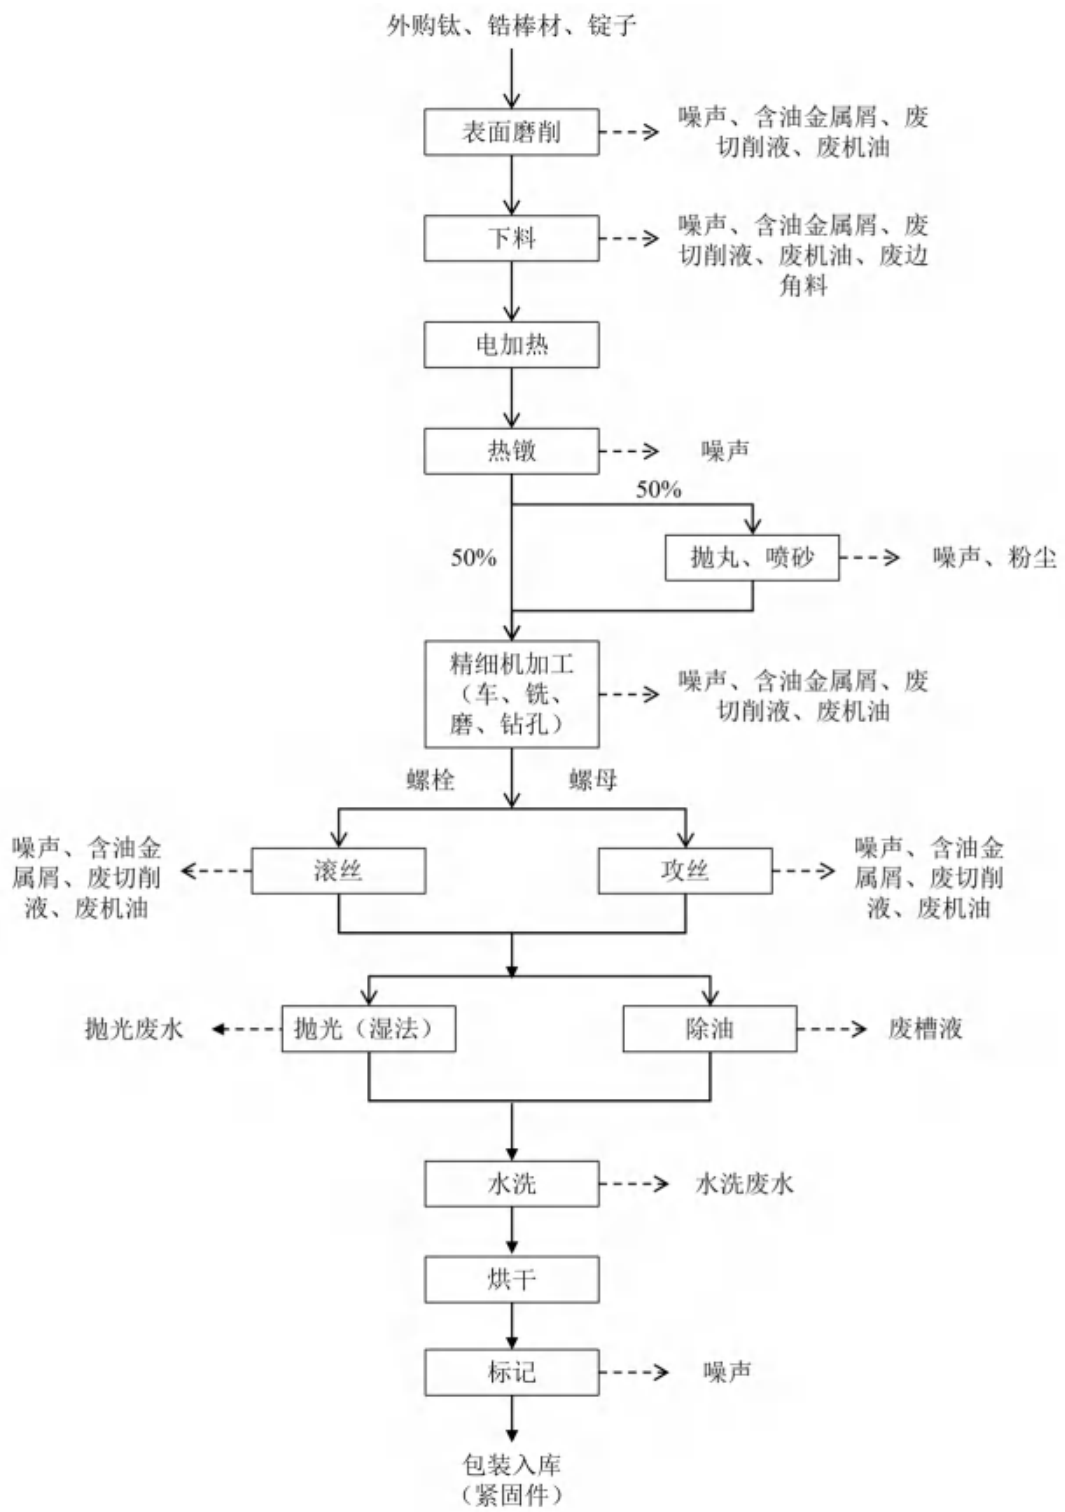 外购钛、锆棒材、锭子
表面磨削
噪声、含油金属屑、废
切削液、废机油
下料
噪声、含油金属屑、废
切削液、废机油、废边
角料
电加热
热镦
噪声
50%
50%
抛丸、喷砂
噪声、粉尘
精细机加工
（车、铣、
磨、钻孔）
噪声、含油金属屑、废
切削液、废机油
螺栓
螺母
噪声、含油金
属屑、废切削
液、废机油
滚丝
攻丝
噪声、含油金
属屑、废切削
液、废机油
抛光废水
抛光（湿法）
除油
废槽液
水洗
水洗废水
烘干
标记
噪声
包装入库
（紧固件）